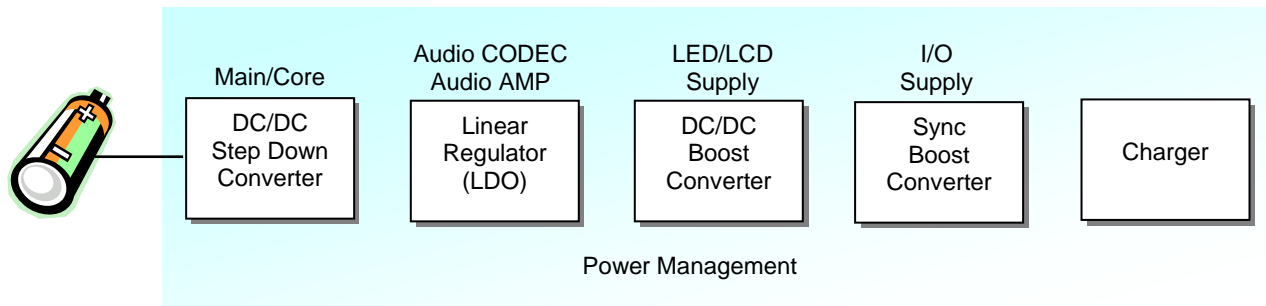 Main/Core
DC/DC
Step Down
Converter
Audio CODEC
Audio AMP
Linear
Regulator
(LDO)
LED/LCD
Supply
DC/DC
Boost
Converter
I/O
Supply
Sync
Boost
Converter
Charger
Power Management